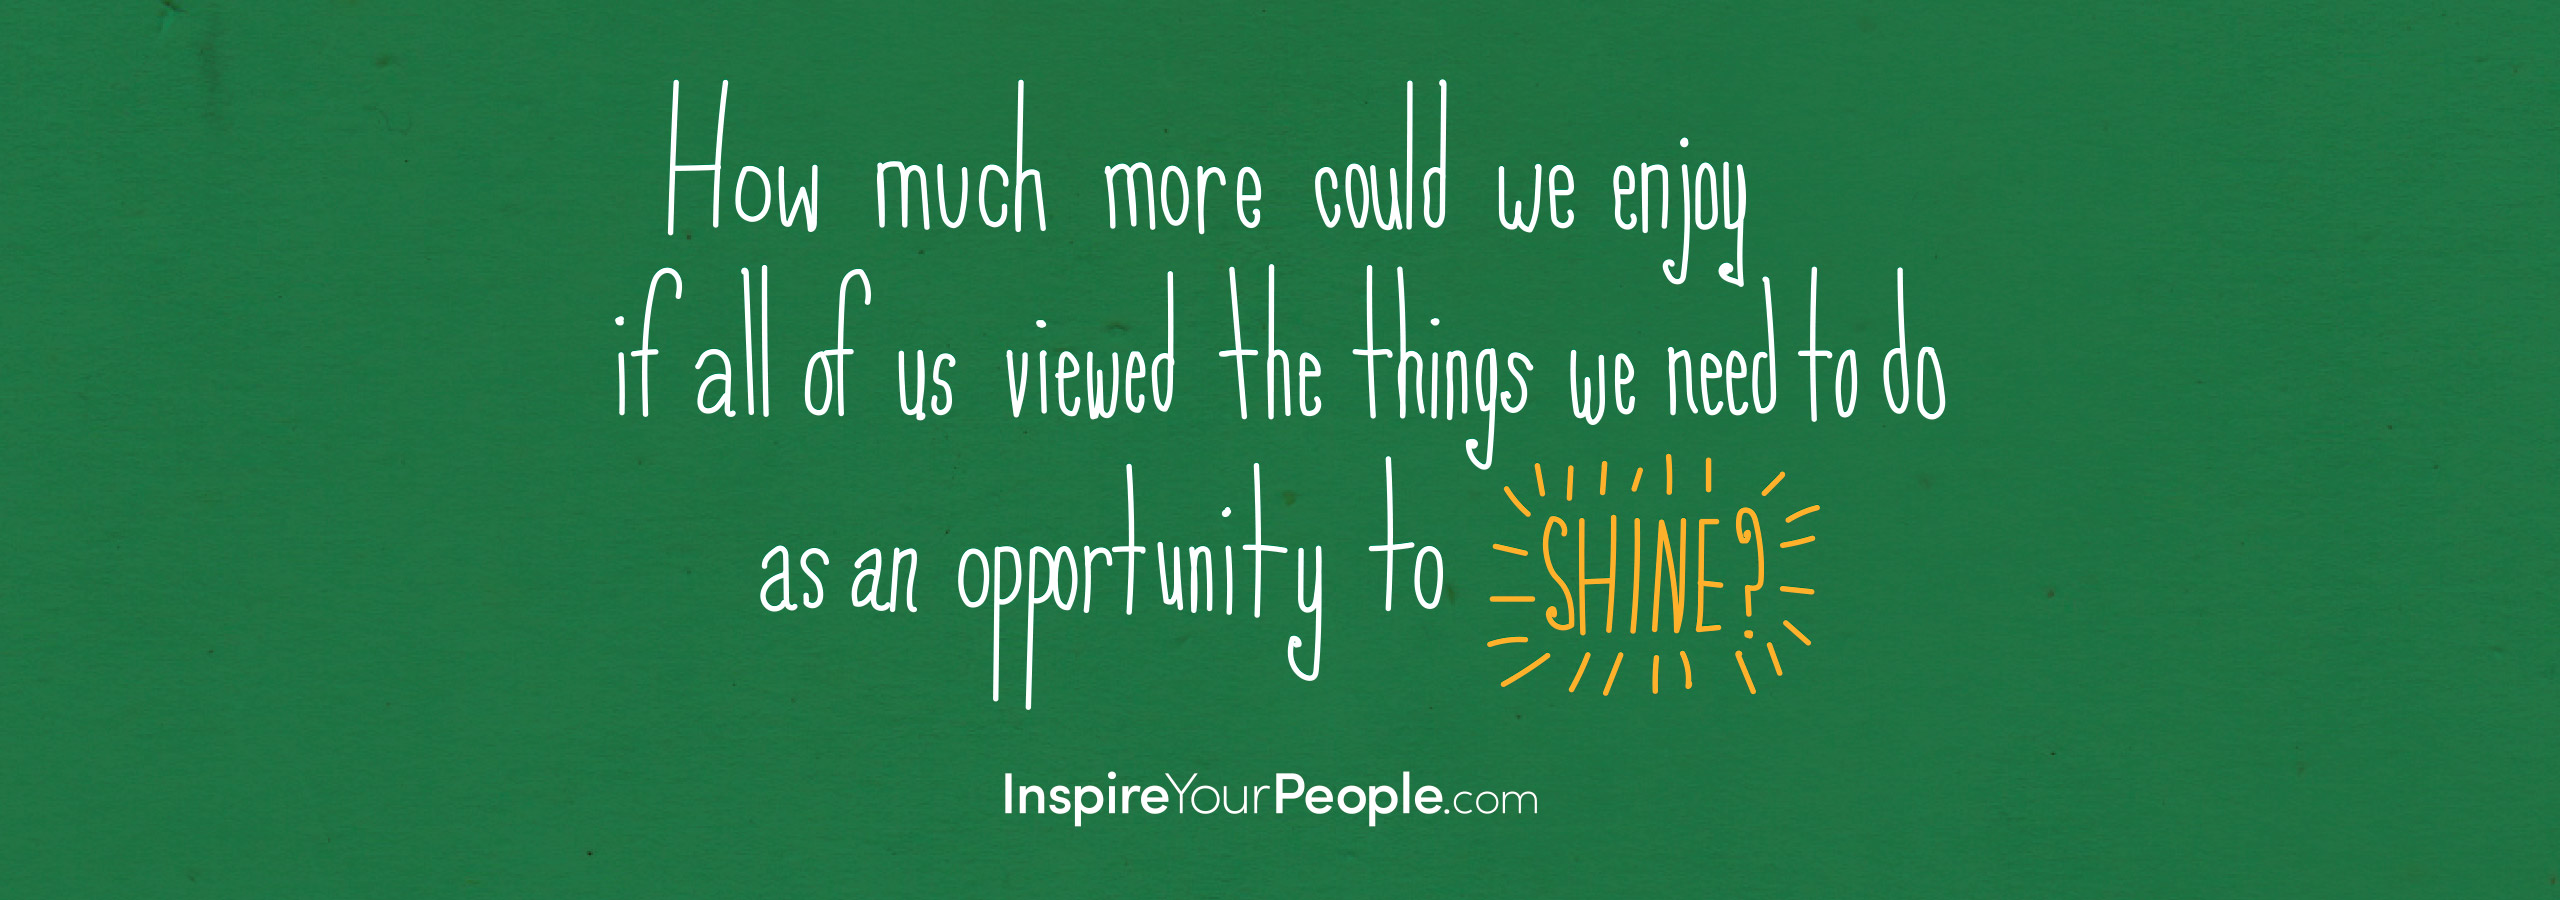 How much more could we enjoy
if all of us viewed the things we need to do
as an opportunity to SHINE?
InspireYourPeople.com